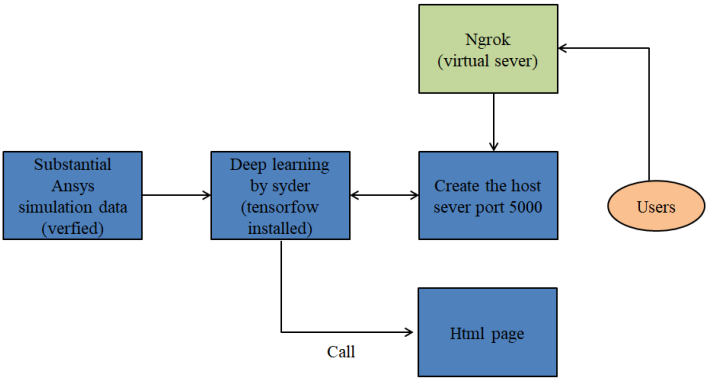 Ngrok
(virtual sever)
Substantial
Ansys
simulation data
(verfied)
Deep learning
by syder
(tensorfow
installed)
Create the host
sever port 5000
Users
Html page
Call